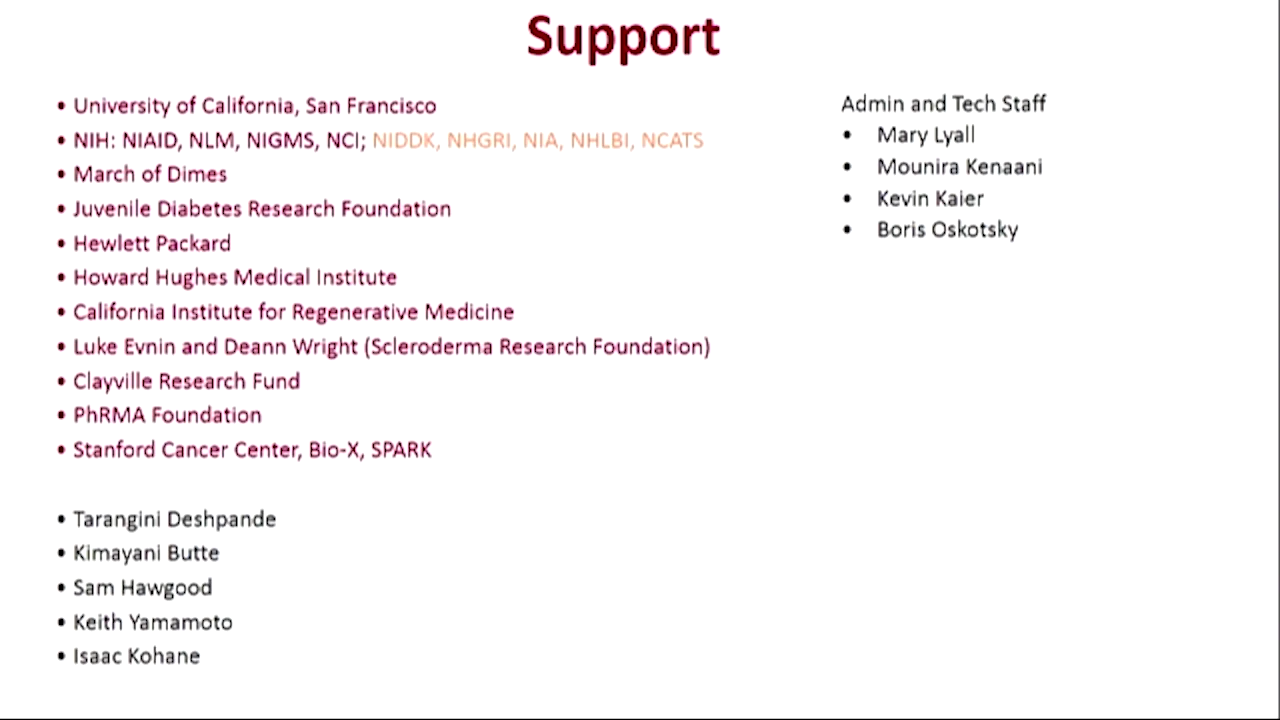 Support
• University of California, San Francisco
• NIH: NIAID, NLM, NIGMS, NCI; NIDDK, NHGRI, NIA, NHLBI, NCATS
• March of Dimes
• Juvenile Diabetes Research Foundation
• Hewlett Packard
• Howard Hughes Medical Institute
• California Institute for Regenerative Medicine
• Luke Evnin and Deann Wright (Scleroderma Research Foundation)
• Clayville Research Fund
• PhRMA Foundation
• Stanford Cancer Center, Bio-X, SPARK
• Tarangini Deshpande
• Kimayani Butte
• Sam Hawgood
• Keith Yamamoto
• Isaac Kohane
Admin and Tech Staff
• Mary Lyall
• Mounira Kenaani
• Kevin Kaier
• Boris Oskotsky